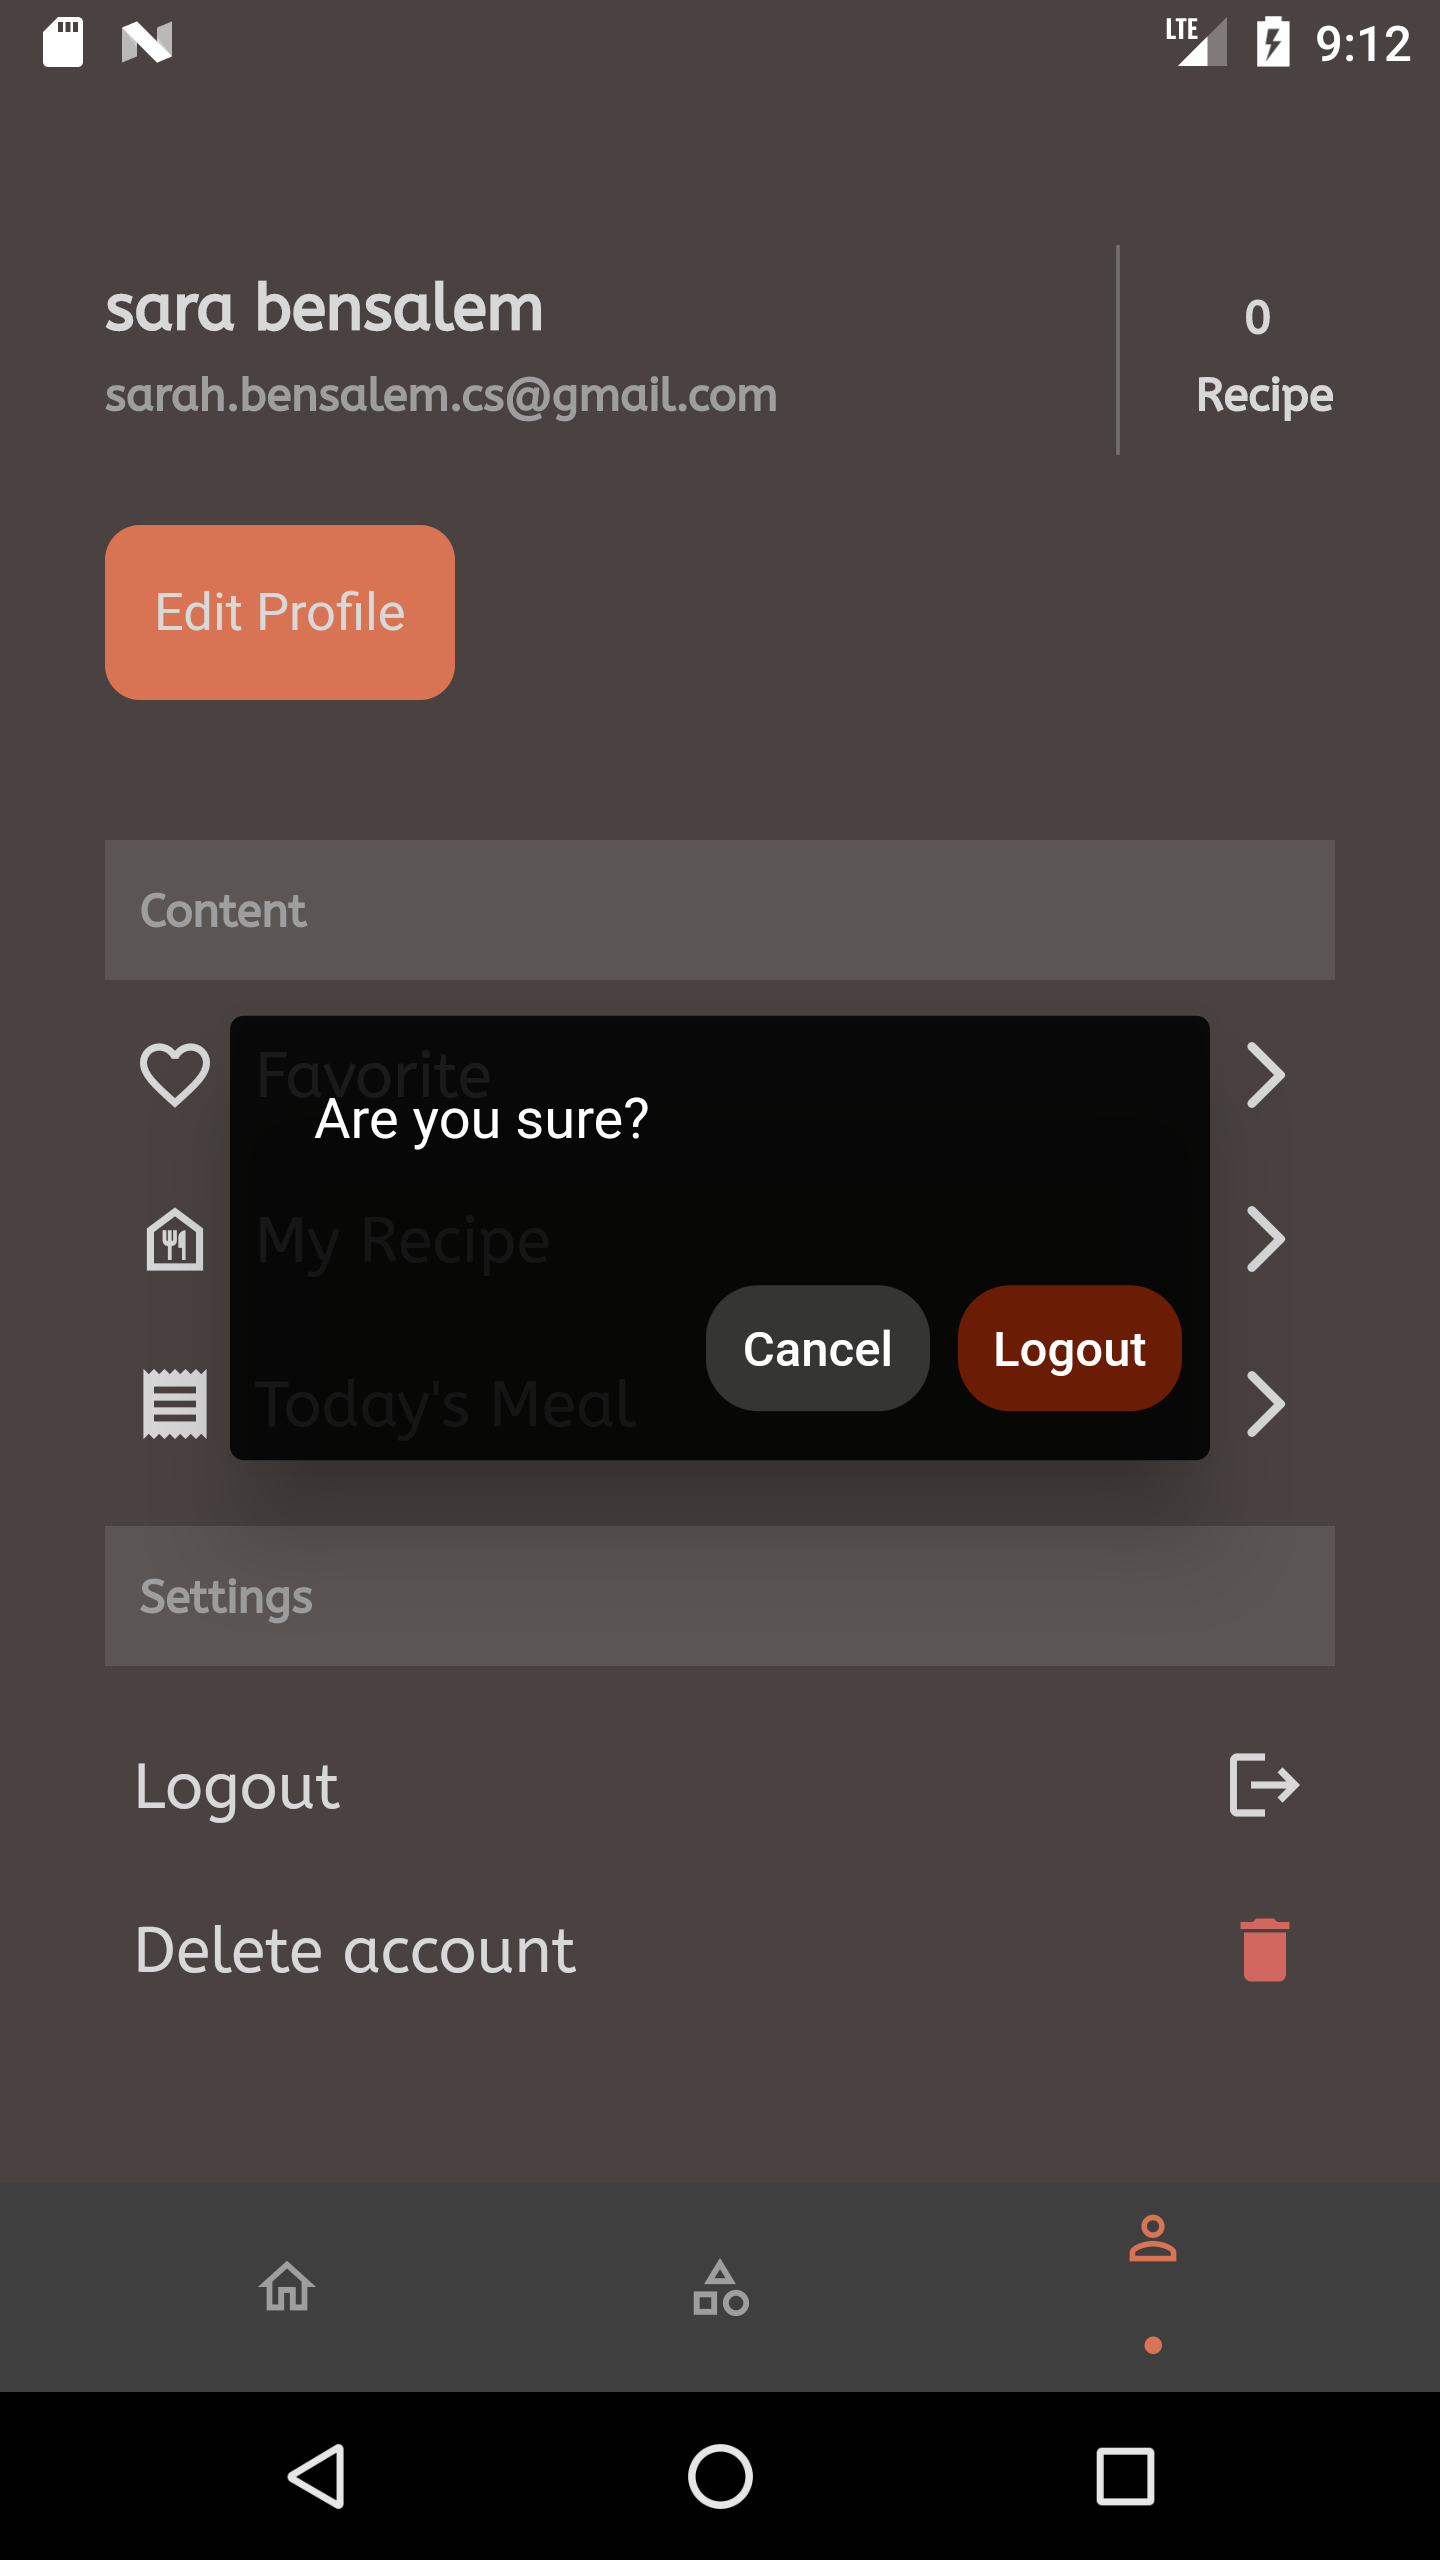 LTE 9:12
sara bensalem
sarah.bensalem.cs@gmail.com
0
Recipe
Edit Profile
Content
Favorite
Are you sure?
My Recipe
Cancel Logout
Today's Meal
Settings
Logout
Delete account